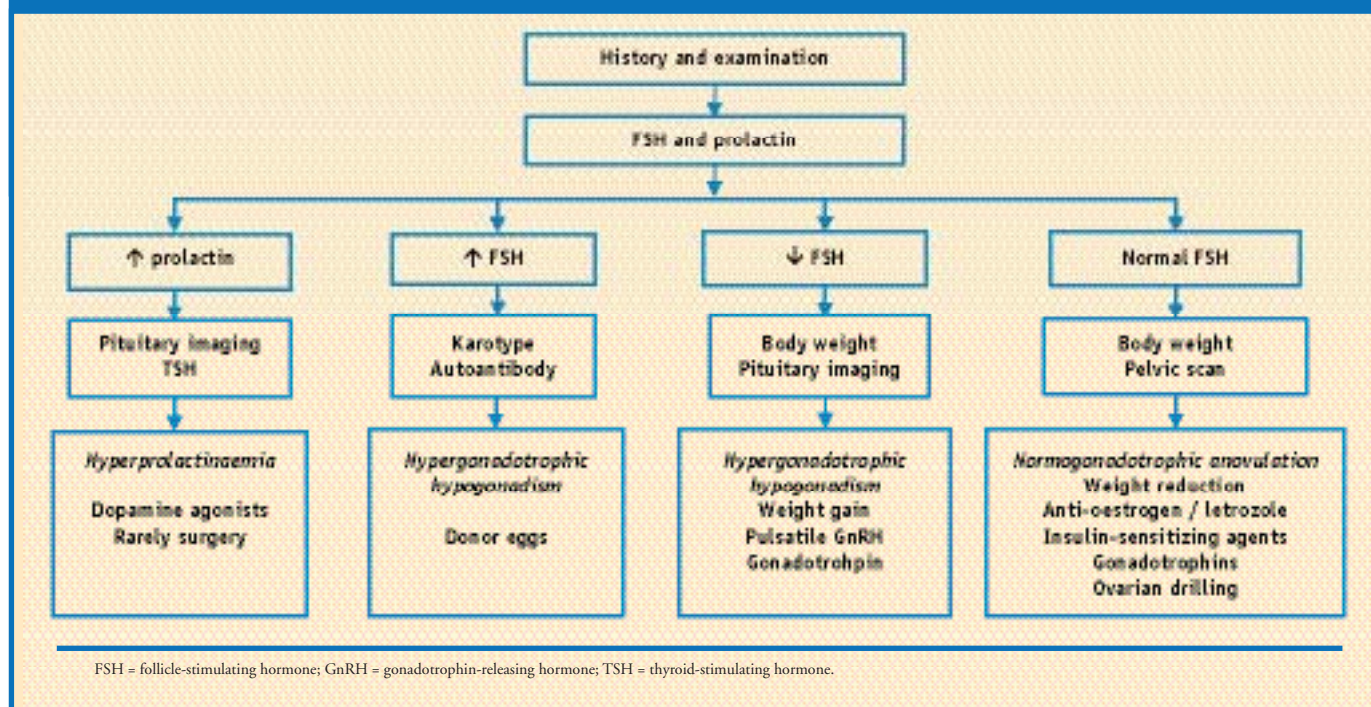 History and examination
FSH and prolactin
↑ prolactin
↑ FSH
↓ FSH
Normal FSH
Pituitary imaging
TSH
Karotype
Autoantibody
Body weight
Pituitary imaging
Body weight
Pelvic scan
Hyperprolactinaemia
Dopamine agonists
Rarely surgery
Hypergonadotrophic
hypogonadism
Donor eggs
Hypergonadotrophic
hypogonadism
Weight gain
Pulsatile GnRH
Gonadotrohpin
Normogonadotrophic anovulation
Weight reduction
Anti-oestrogen / letrozole
Insulin-sensitizing agents
Gonadotrophins
Ovarian drilling
FSH = follicle-stimulating hormone; GnRH = gonadotrophin-releasing hormone; TSH = thyroid-stimulating hormone.